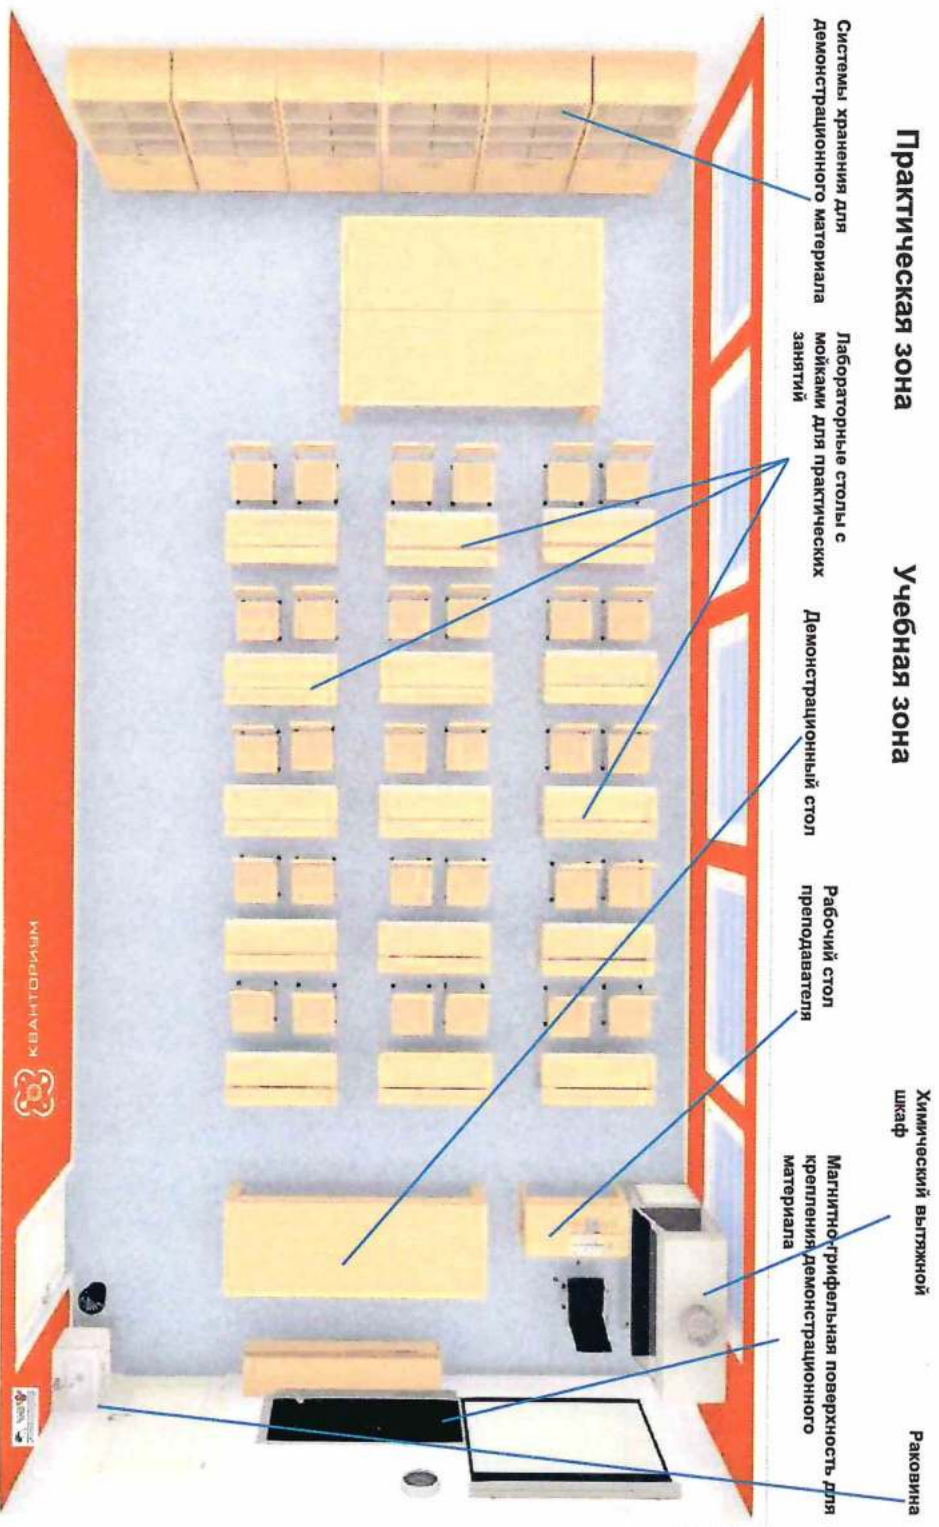 Практическая зона
Учебная зона
Системы хранения для
демонстрационного материала
Лабораторные столы с
мойками для практических
занятий
Демонстрационный стол
Рабочий стол
преподавателя
Химический вытяжной
шкаф
Магнитно-грифельная поверхность для
крепления демонстрационного
материала
Раковина
КВАНТОРИУМ